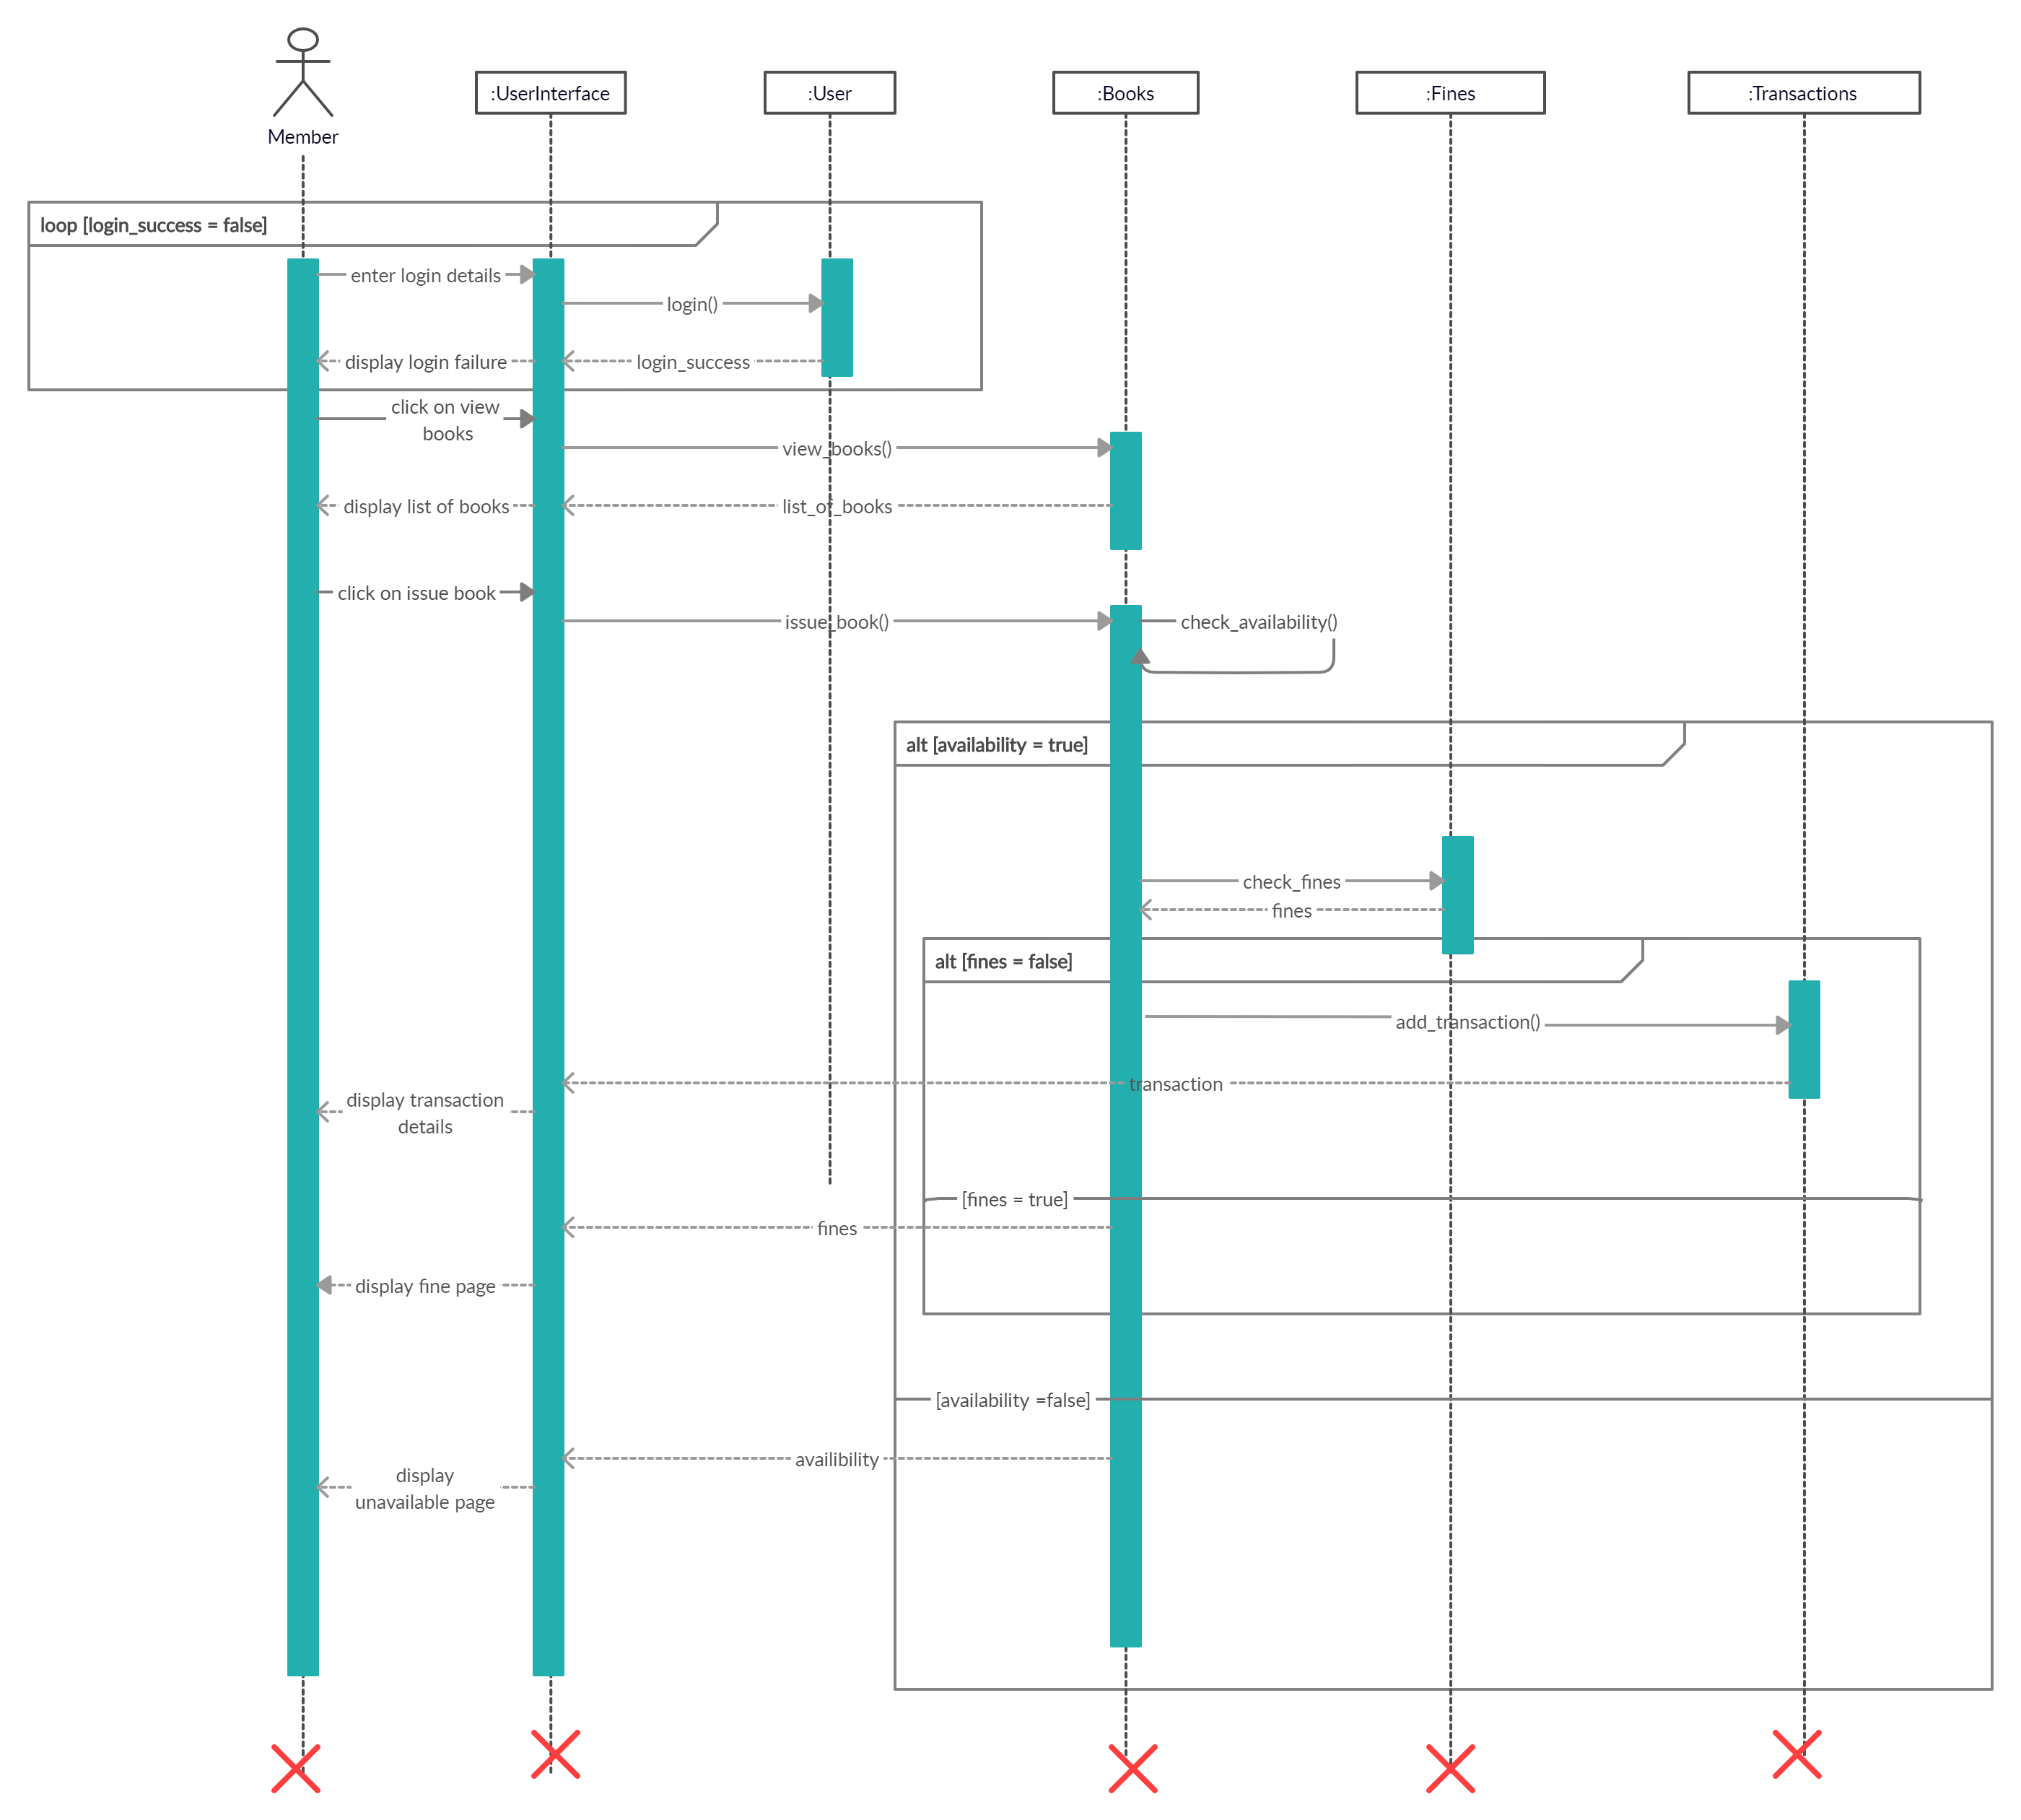 Member
:UserInterface
:User
:Books
:Fines
:Transactions
loop [login_success = false]
enter login details
login()
display login failure
login_success
click on view
books
view_books()
display list of books
list_of_books
click on issue book
issue_book()
check_availability()
alt [availability = true]
check_fines
fines
alt [fines = false]
add_transaction()
transaction
display transaction
details
[fines = true]
fines
display fine page
[availability =false]
availibility
display
unavailable page